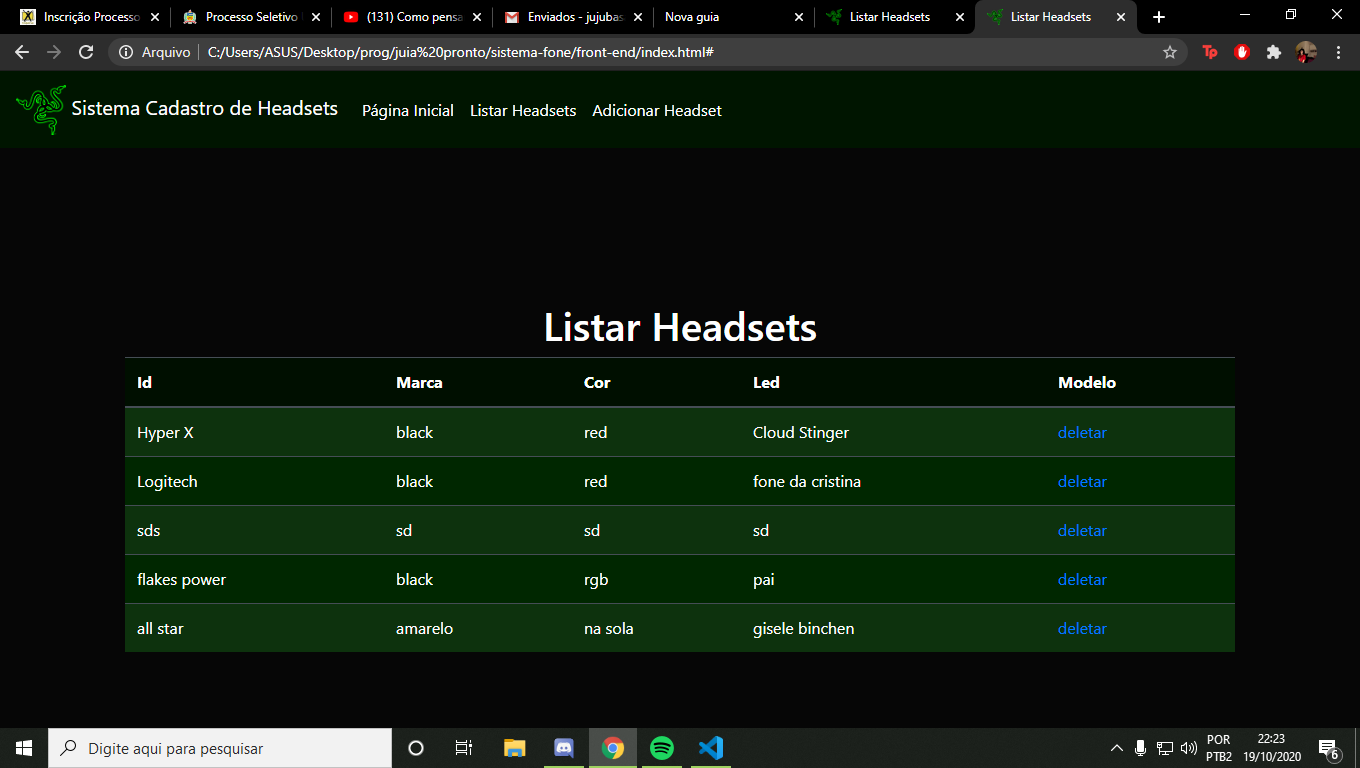 Inscrição Processo
Processo Seletivo
(131) Como pensa
Enviados - jujubas
Nova guia
Listar Headsets
Listar Headsets
Arquivo
C:/Users/ASUS/Desktop/prog/juia%20pronto/sistema-fone/front-end/index.html#
Tp
Sistema Cadastro de Headsets Página Inicial Listar Headsets Adicionar Headset
Listar Headsets
Id Marca Cor Led Modelo
Hyper X black red Cloud Stinger deletar
Logitech black red fone da cristina deletar
sds sd sd sd deletar
flakes power black rgb pai deletar
all star amarelo na sola gisele binchen deletar
Digite aqui para pesquisar
POR
PTB2
22:23
19/10/2020
6